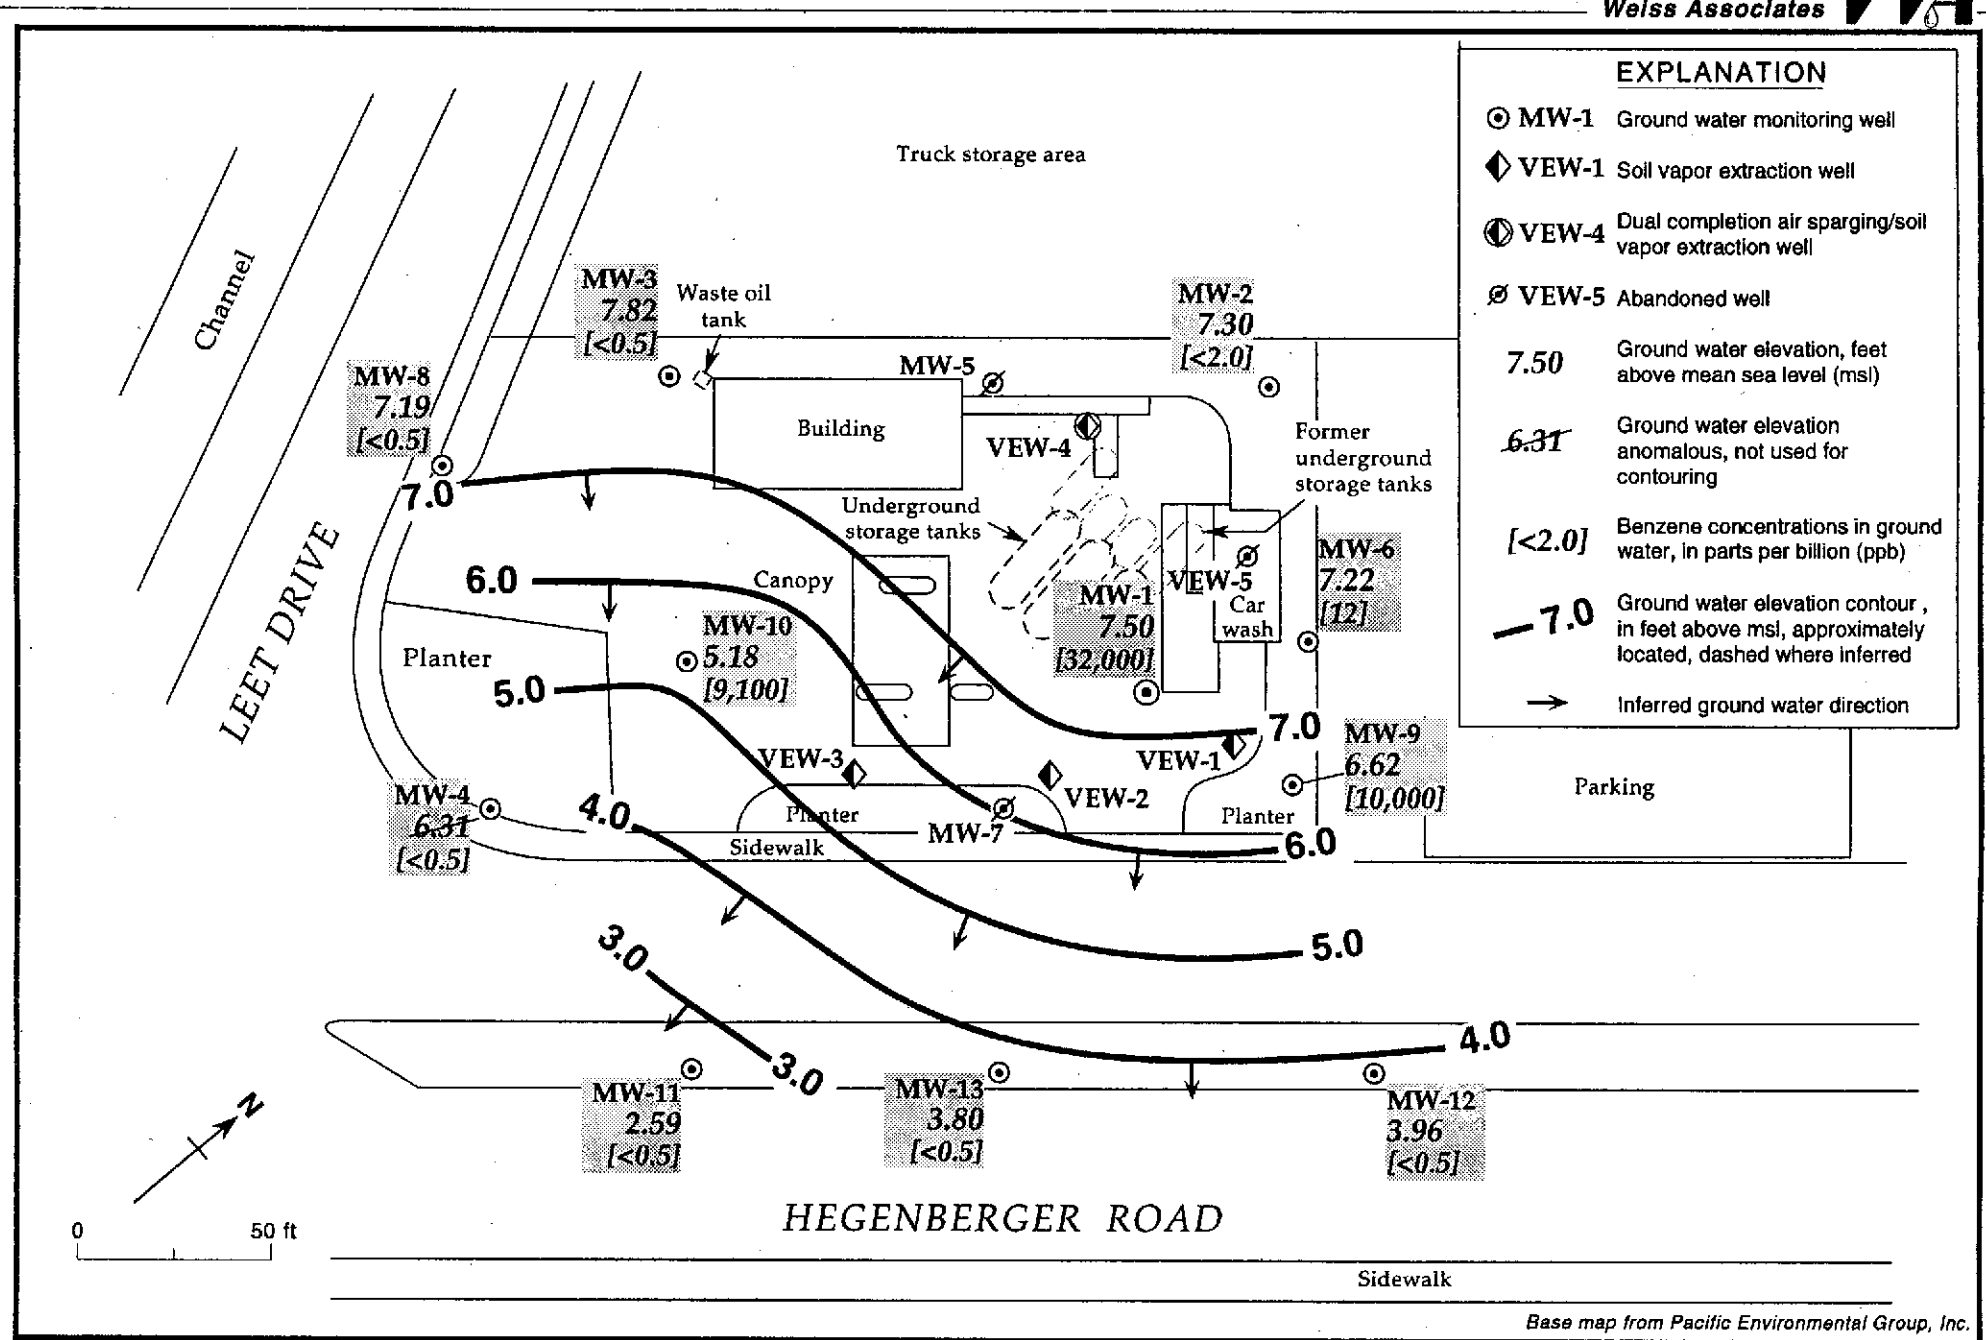 Weiss Associates
EXPLANATION
MW-1 Ground water monitoring well
VEW-1 Soil vapor extraction well
VEW-4 Dual completion air sparging/soil
vapor extraction well
VEW-5 Abandoned well
7.50 Ground water elevation, feet
above mean sea level (msl)
6.31 Ground water elevation
anomalous, not used for
contouring
[<2.0] Benzene concentrations in ground
water, in parts per billion (ppb)
7.0 Ground water elevation contour,
in feet above msl, approximately
located, dashed where inferred
Inferred ground water direction
Truck storage area
Channel
LEET DRIVE
MW-3
7.82
[<0.5]
Waste oil
tank
MW-2
7.30
[<2.0]
MW-8
7.19
[<0.5]
MW-5
Building
VEW-4
Former
underground
storage tanks
7.0
Underground
storage tanks
6.0
Canopy
MW-6
7.22
[12]
VEW-5
MW-1
7.50
[32,000]
Car
wash
MW-10
5.18
[9,100]
Planter
5.0
7.0
MW-9
6.62
[10,000]
VEW-3
VEW-1
VEW-2
Parking
MW-4
6.31
[<0.5]
4.0
Planter
MW-7
Planter
Sidewalk
6.0
3.0
5.0
4.0
3.0
MW-11
2.59
[<0.5]
MW-13
3.80
[<0.5]
MW-12
3.96
[<0.5]
N
0 50 ft
HEGENBERGER ROAD
Sidewalk
Base map from Pacific Environmental Group, Inc.